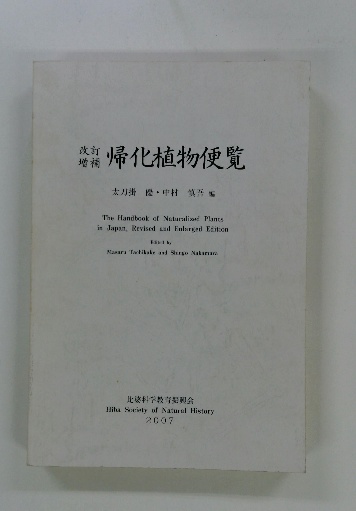 改訂
増補 帰化植物便覧
太刀掛 優・中村 慎吾 編
The Handbook of Naturalized Plants
in Japan, Revised and Enlarged Edition
Edited by
Masaru Tachikake and Shingo Nakamura
比婆科学教育振興会
Hiba Society of Natural History
2007